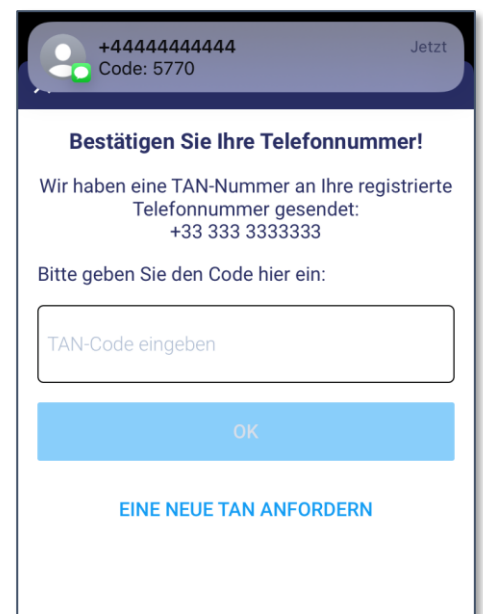 +44444444444
Jetzt
Code: 5770
Bestätigen Sie Ihre Telefonnummer!
Wir haben eine TAN-Nummer an Ihre registrierte
Telefonnummer gesendet:
+33 333 3333333
Bitte geben Sie den Code hier ein:
TAN-Code eingeben
OK
EINE NEUE TAN ANFORDERN